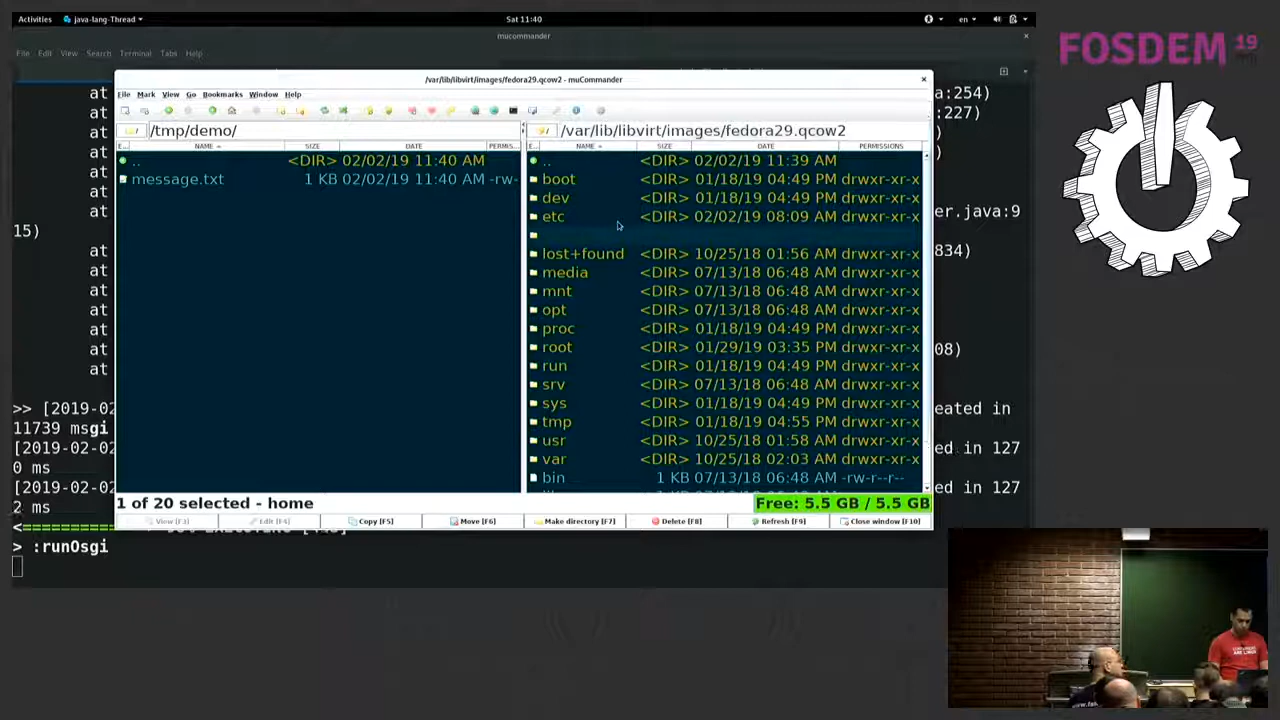 Activities java-lang-Thread Sat 11:40 en
mucommander
File Edit View Search Terminal Tabs Help
FOSDEM 19
/var/lib/libvirt/images/fedora29.qcow2 - muCommander
File Mark View Go Bookmarks Window Help
/tmp/demo/ /var/lib/libvirt/images/fedora29.qcow2
E... NAME SIZE DATE PERMIS... E... NAME SIZE DATE PERMISSIONS
.. <DIR> 02/02/19 11:40 AM
message.txt 1 KB 02/02/19 11:40 AM -rw-
.. <DIR> 02/02/19 11:39 AM
boot <DIR> 01/18/19 04:49 PM drwxr-xr-x
dev <DIR> 01/18/19 04:49 PM drwxr-xr-x
etc <DIR> 02/02/19 08:09 AM drwxr-xr-x
lost+found <DIR> 10/25/18 01:56 AM drwxr-xr-x
media <DIR> 07/13/18 06:48 AM drwxr-xr-x
mnt <DIR> 07/13/18 06:48 AM drwxr-xr-x
opt <DIR> 07/13/18 06:48 AM drwxr-xr-x
proc <DIR> 01/18/19 04:49 PM drwxr-xr-x
root <DIR> 01/29/19 03:35 PM drwxr-xr-x
run <DIR> 01/18/19 04:49 PM drwxr-xr-x
srv <DIR> 07/13/18 06:48 AM drwxr-xr-x
sys <DIR> 01/18/19 04:49 PM drwxr-xr-x
tmp <DIR> 01/18/19 04:55 PM drwxr-xr-x
usr <DIR> 10/25/18 01:58 AM drwxr-xr-x
var <DIR> 10/25/18 02:03 AM drwxr-xr-x
bin 1 KB 07/13/18 06:48 AM -rw-r--r--
1 of 20 selected - home Free: 5.5 GB / 5.5 GB
View [F3] Edit [F4] Copy [F5] Move [F6] Make directory [F7] Delete [F8] Refresh [F9] Close window [F10]
at a:254)
at :227)
at )
at
at )
at
at er.java:9
15)
at 834)
at
at
at
at
at 08)
at
>> [2019-02 eated in
11739 msgi
[2019-02 ed in 127
0 ms
[2019-02 ed in 127
2 ms
> :runOsgi